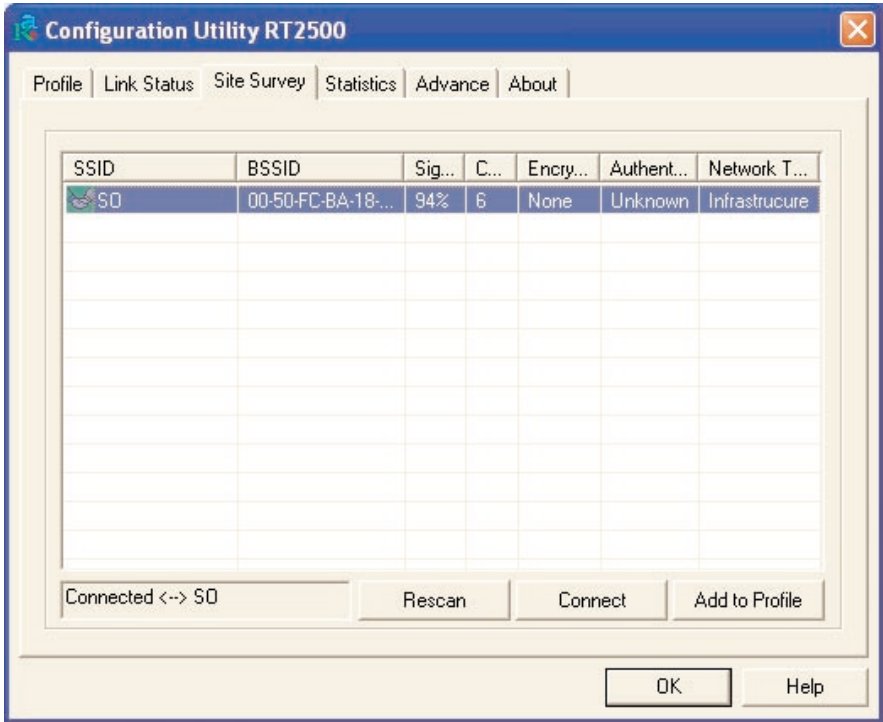 Configuration Utility RT2500
Profile Link Status Site Survey Statistics Advance About
SSID BSSID Sig... C... Encry... Authent... Network T...
SO 00-50-FC-BA-18-... 94% 6 None Unknown Infrastrucure
Connected <--> SO Rescan Connect Add to Profile
OK Help